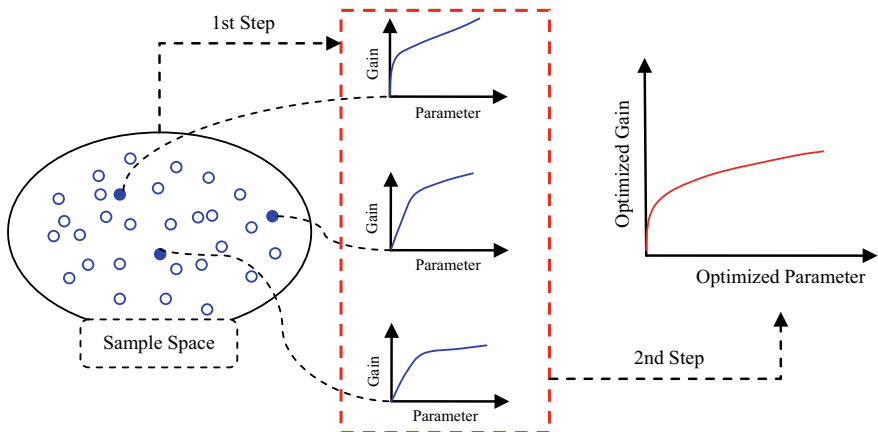 1st Step
Gain
Parameter
Gain
Parameter
Gain
Parameter
Sample Space
Optimized Gain
Optimized Parameter
2nd Step